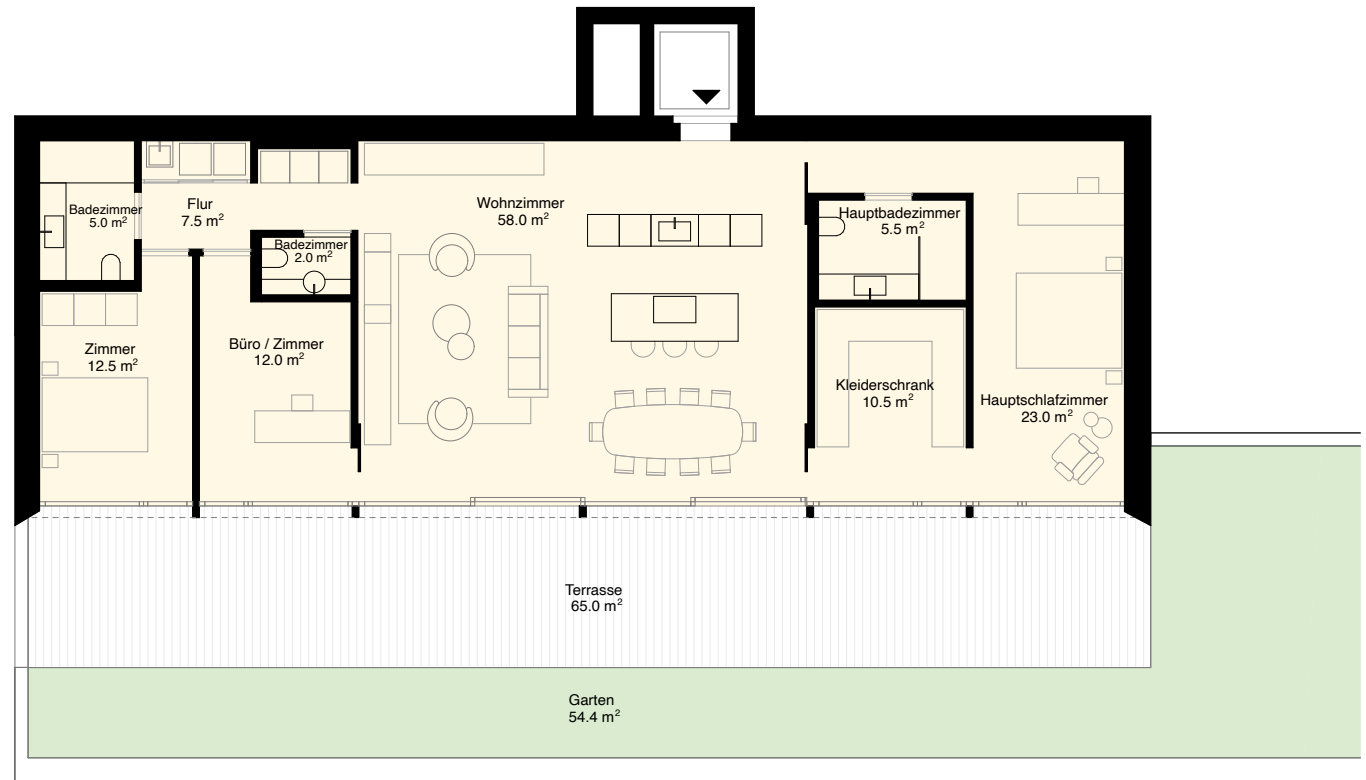 Badezimmer
5.0 m²
Flur
7.5 m²
Wohnzimmer
58.0 m²
Hauptbadezimmer
5.5 m²
Badezimmer
2.0 m²
Zimmer
12.5 m²
Büro / Zimmer
12.0 m²
Kleiderschrank
10.5 m²
Hauptschlafzimmer
23.0 m²
Terrasse
65.0 m²
Garten
54.4 m²